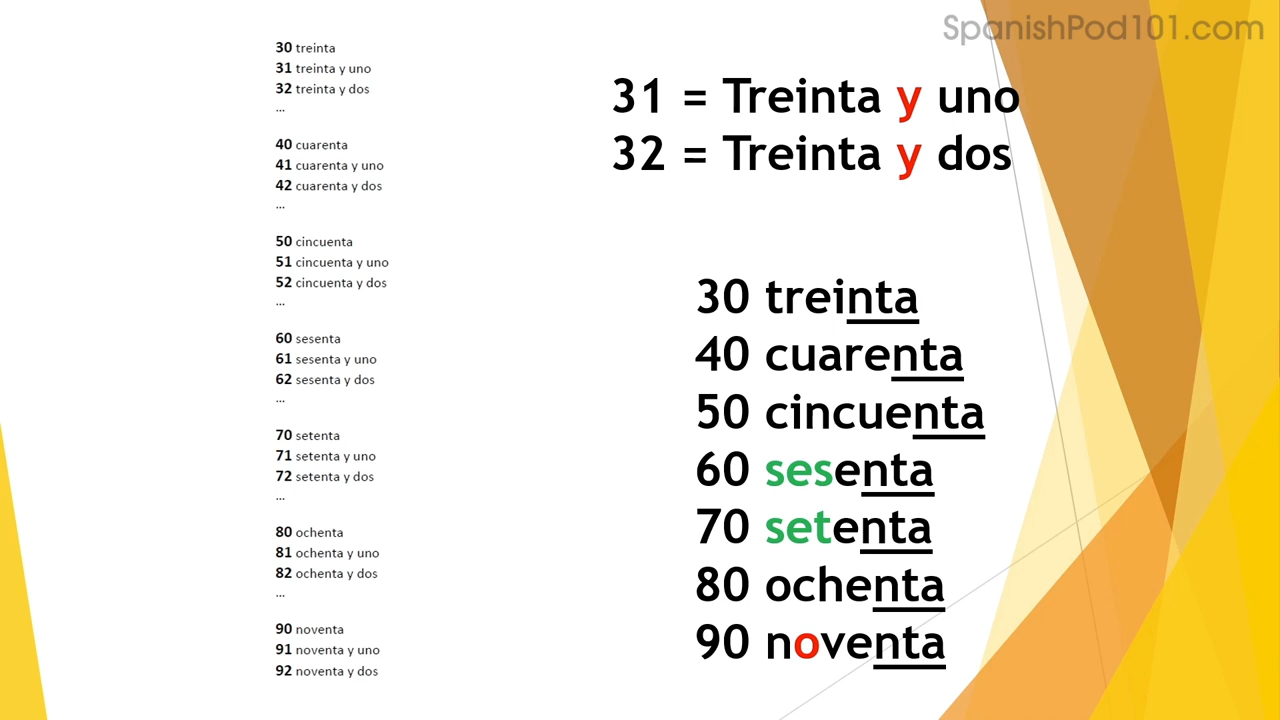 SpanishPod101.com
30 treinta
31 treinta y uno
32 treinta y dos
...
40 cuarenta
41 cuarenta y uno
42 cuarenta y dos
...
50 cincuenta
51 cincuenta y uno
52 cincuenta y dos
...
60 sesenta
61 sesenta y uno
62 sesenta y dos
...
70 setenta
71 setenta y uno
72 setenta y dos
...
80 ochenta
81 ochenta y uno
82 ochenta y dos
...
90 noventa
91 noventa y uno
92 noventa y dos
31 = Treinta y uno
32 = Treinta y dos
30 treinta
40 cuarenta
50 cincuenta
60 sesenta
70 setenta
80 ochenta
90 noventa